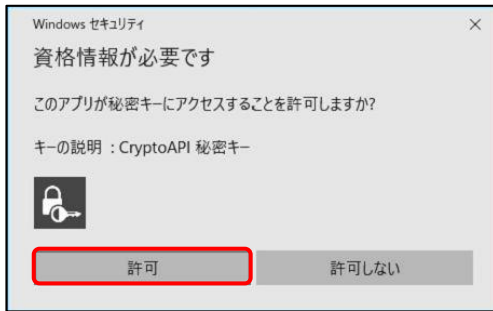 Windows セキュリティ
資格情報が必要です
このアプリが秘密キーにアクセスすることを許可しますか?
キーの説明 : CryptoAPI 秘密キー
許可
許可しない